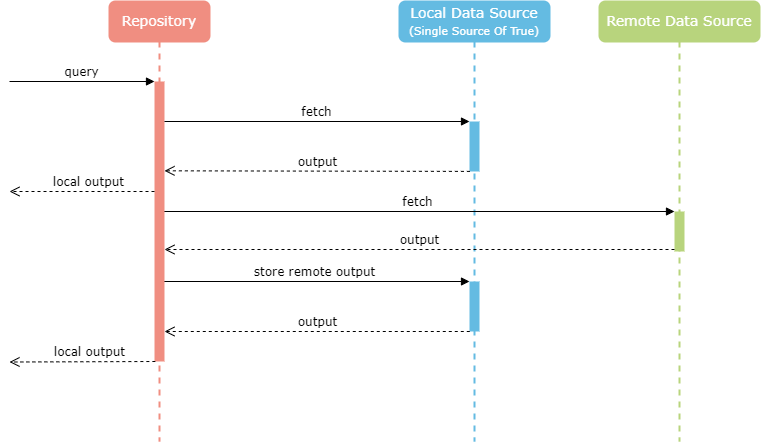 Repository
Local Data Source
(Single Source Of True)
Remote Data Source
query
fetch
output
local output
fetch
output
store remote output
output
local output